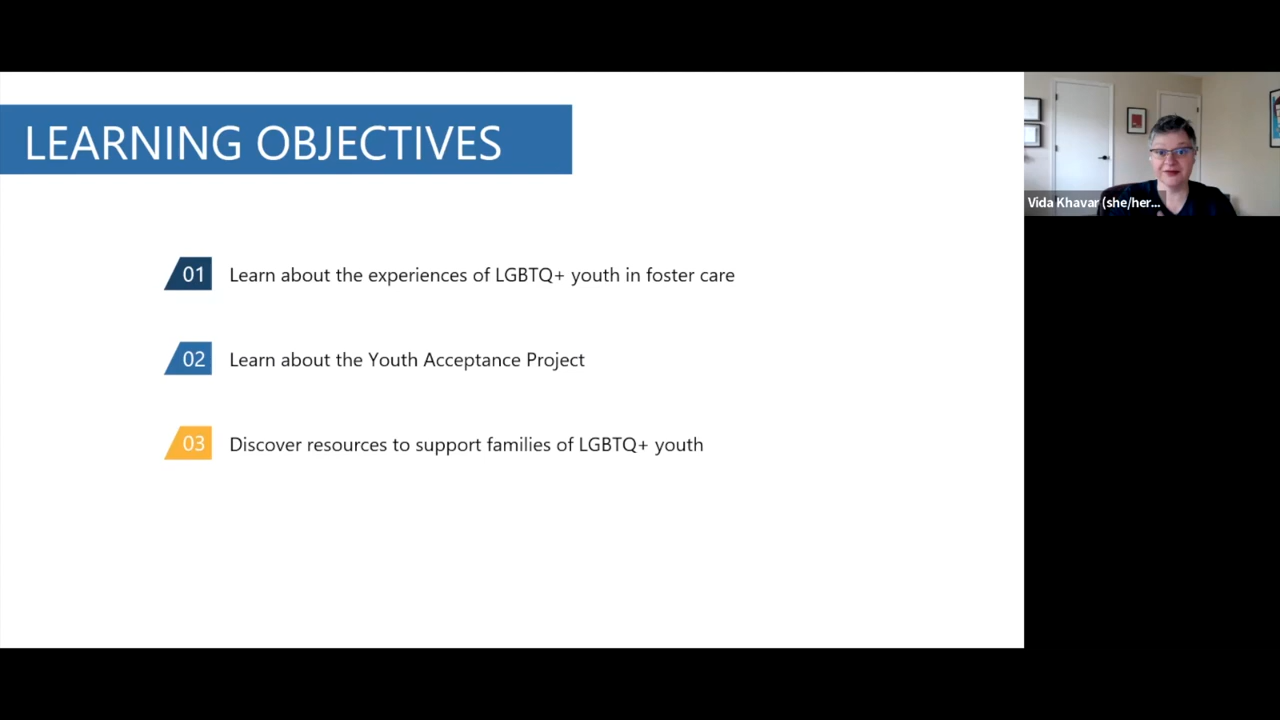 LEARNING OBJECTIVES
01 Learn about the experiences of LGBTQ+ youth in foster care
02 Learn about the Youth Acceptance Project
03 Discover resources to support families of LGBTQ+ youth
Vida Khavar (she/her...